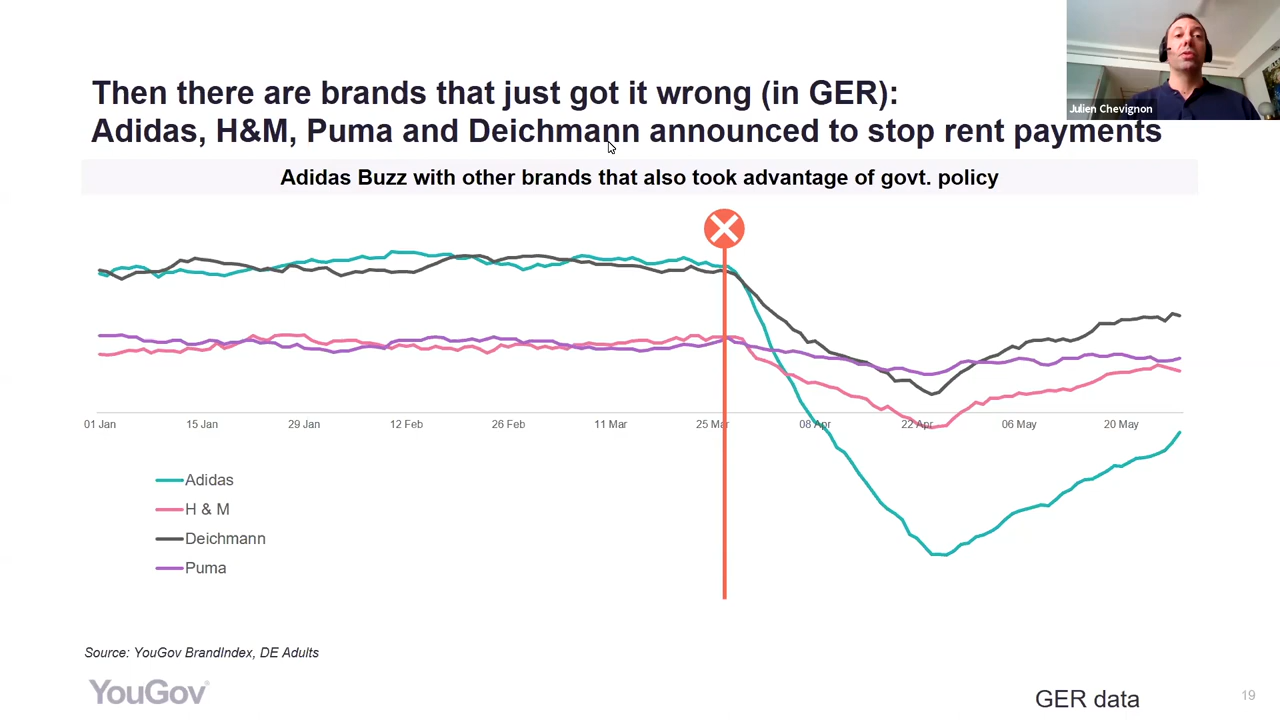 Julien Chevignon
Then there are brands that just got it wrong (in GER):
Adidas, H&M, Puma and Deichmann announced to stop rent payments
Adidas Buzz with other brands that also took advantage of govt. policy
01 Jan 15 Jan 29 Jan 12 Feb 26 Feb 11 Mar 25 Mar 08 Apr 22 Apr 06 May 20 May
Adidas
H & M
Deichmann
Puma
Source: YouGov BrandIndex, DE Adults
YouGov®
GER data
19